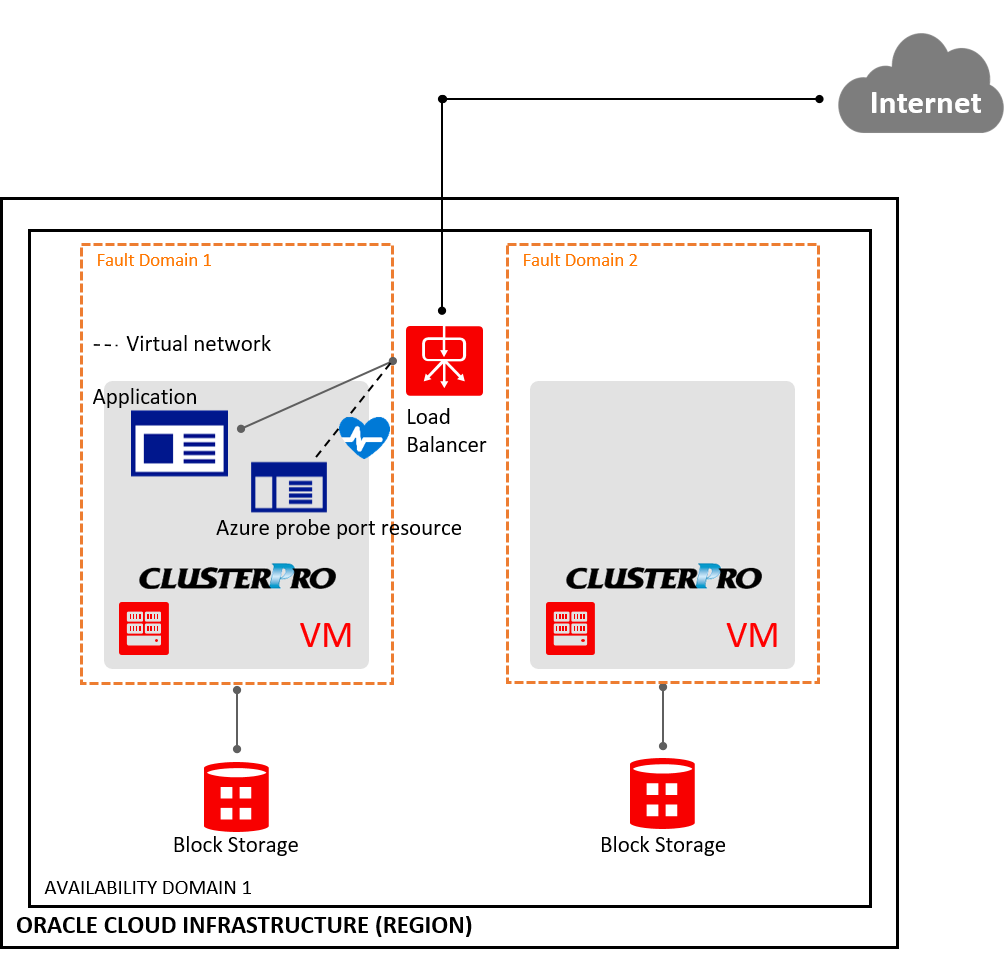 Internet
Fault Domain 1
Fault Domain 2
Virtual network
Application
Load
Balancer
Azure probe port resource
CLUSTERPRO
CLUSTERPRO
VM
VM
Block Storage
Block Storage
AVAILABILITY DOMAIN 1
ORACLE CLOUD INFRASTRUCTURE (REGION)